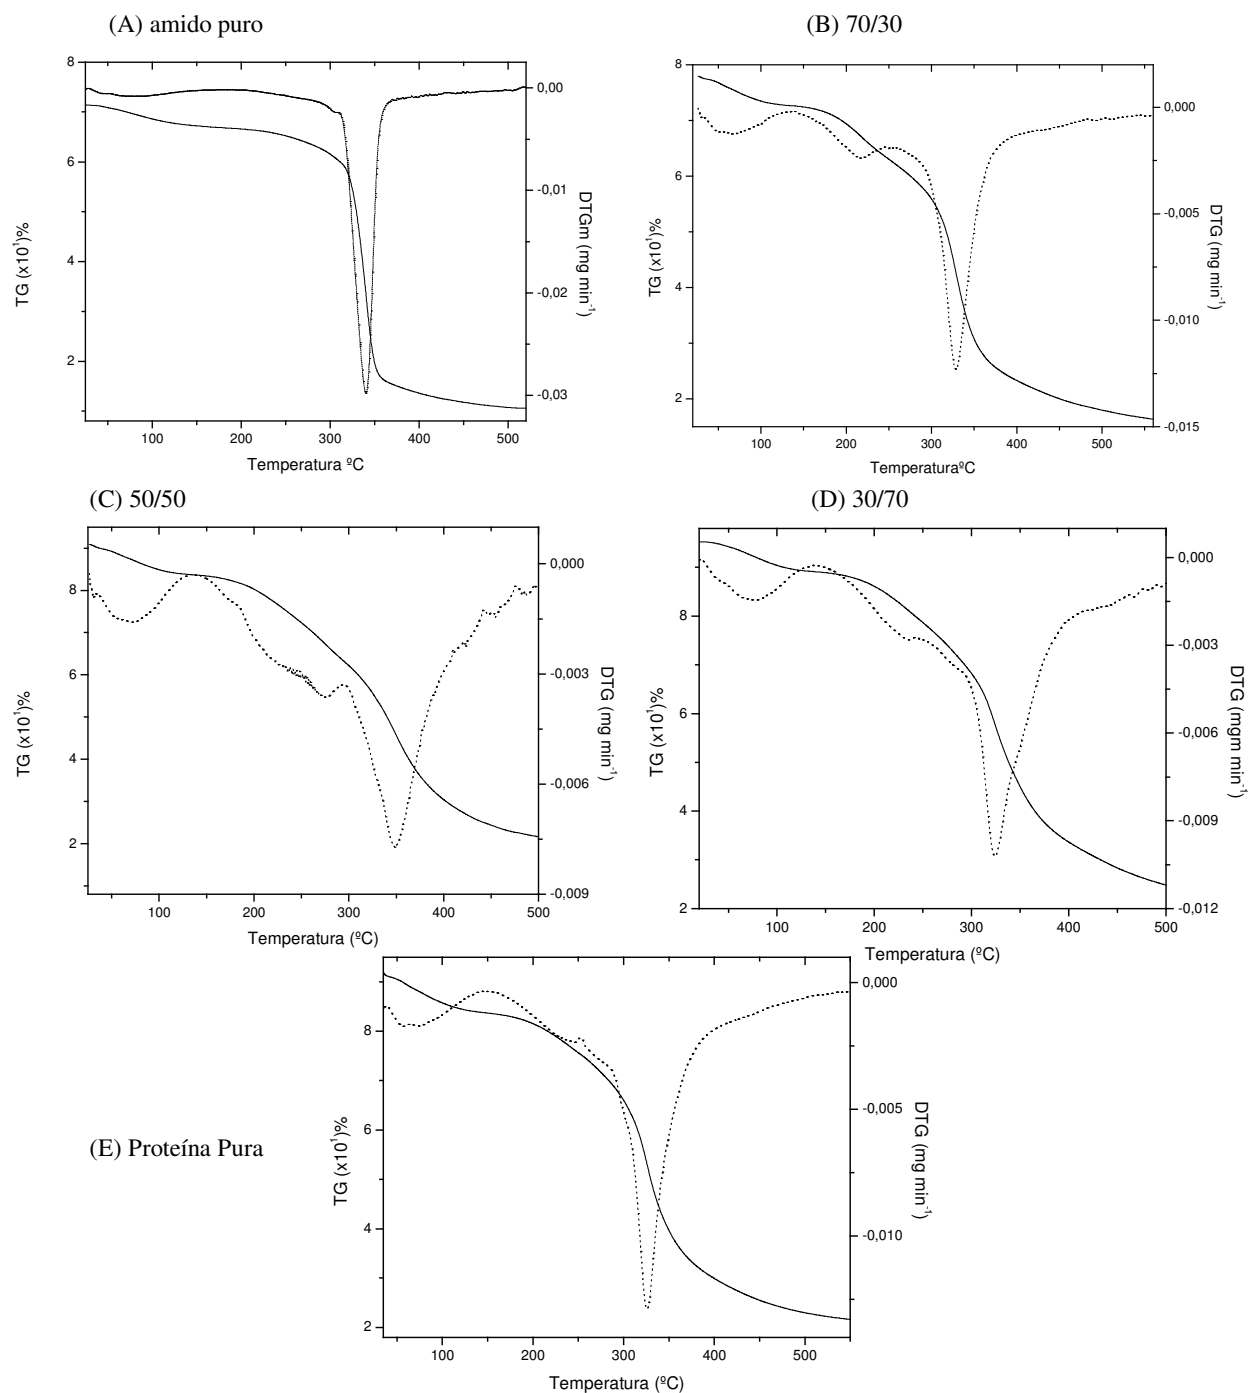 (A) amido puro
8
6
4
2
0,00
-0,01
-0,02
-0,03
100 200 300 400 500
TG (x10¹)%
DTGm (mg min⁻¹)
Temperatura ºC
(B) 70/30
8
6
4
2
0,000
-0,005
-0,010
-0,015
100 200 300 400 500
TG (x10¹)%
DTG (mg min⁻¹)
TemperaturaºC
(C) 50/50
8
6
4
2
0,000
-0,003
-0,006
-0,009
100 200 300 400 500
TG (x10¹)%
DTG (mg min⁻¹)
Temperatura (ºC)
(D) 30/70
8
6
4
2
0,000
-0,003
-0,006
-0,009
-0,012
100 200 300 400 500
TG (x10¹)%
DTG (mgm min⁻¹)
Temperatura (ºC)
(E) Proteína Pura
8
6
4
2
0,000
-0,005
-0,010
100 200 300 400 500
TG (x10¹)%
DTG (mg min⁻¹)
Temperatura (ºC)